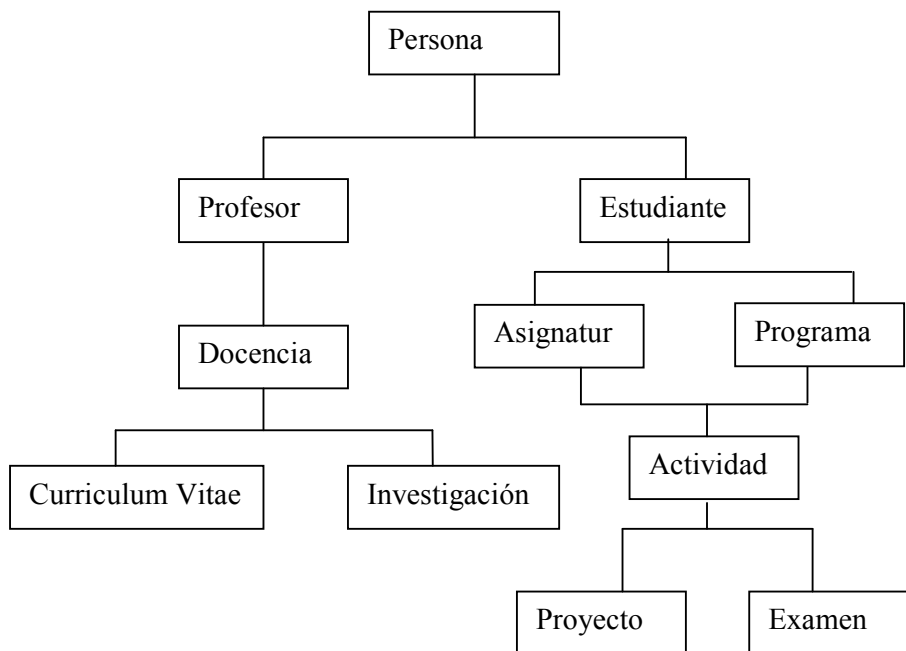 Persona
Profesor
Estudiante
Docencia
Asignatur
Programa
Curriculum Vitae
Investigación
Actividad
Proyecto
Examen